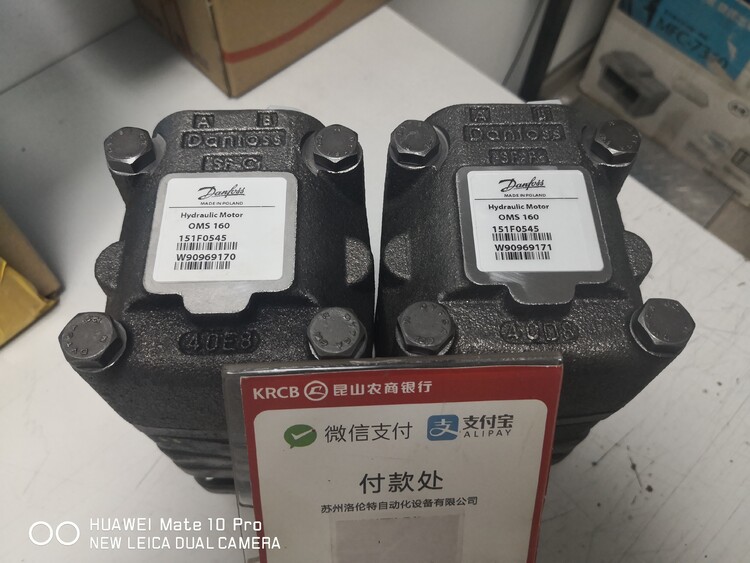 A B
Danfoss
SF-C
Danfoss
MADE IN POLAND
Hydraulic Motor
OMS 160
151F0545
W90969170
40E8
A B
Danfoss
Danfoss
MADE IN POLAND
Hydraulic Motor
OMS 160
151F0545
W90969171
KRCB 昆山农商银行
微信支付
支 支付宝
ALIPAY
付款处
苏州洛伦特自动化设备有限公司
HUAWEI Mate 10 Pro
NEW LEICA DUAL CAMERA